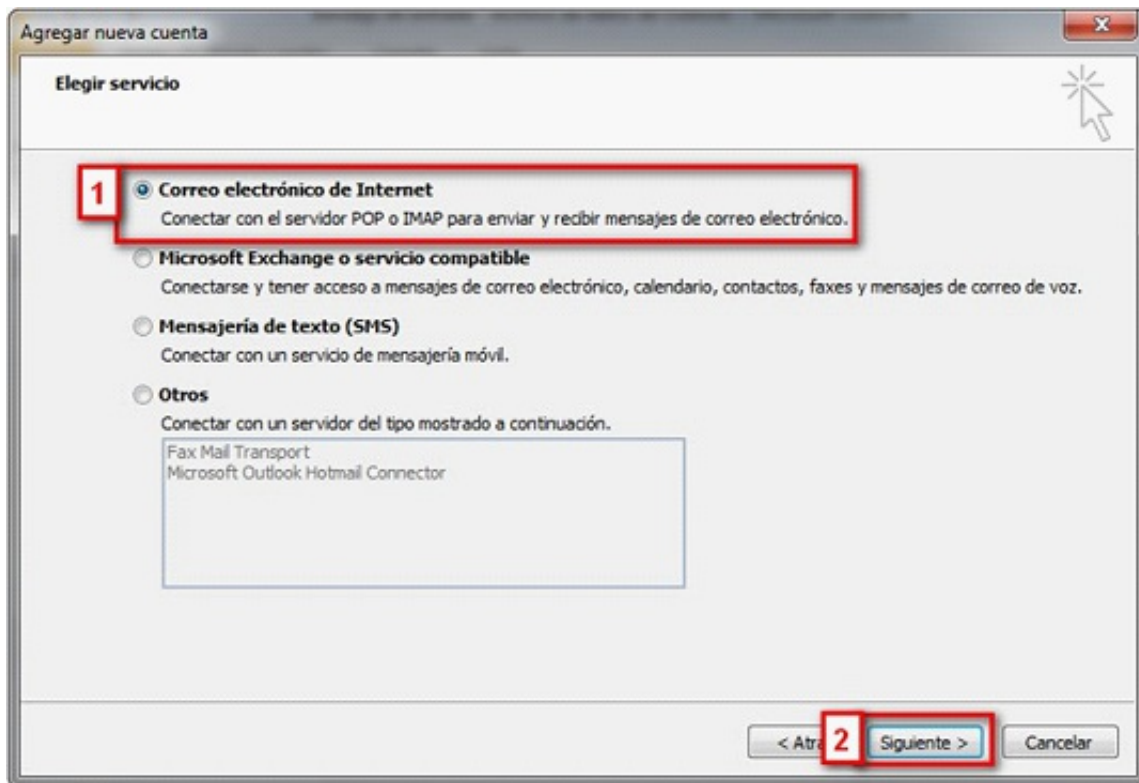 Agregar nueva cuenta
Elegir servicio
1
Correo electrónico de Internet
Conectar con el servidor POP o IMAP para enviar y recibir mensajes de correo electrónico.
Microsoft Exchange o servicio compatible
Conectarse y tener acceso a mensajes de correo electrónico, calendario, contactos, faxes y mensajes de correo de voz.
Mensajería de texto (SMS)
Conectar con un servicio de mensajería móvil.
Otros
Conectar con un servidor del tipo mostrado a continuación.
Fax Mail Transport
Microsoft Outlook Hotmail Connector
< Atrá 2 Siguiente > Cancelar